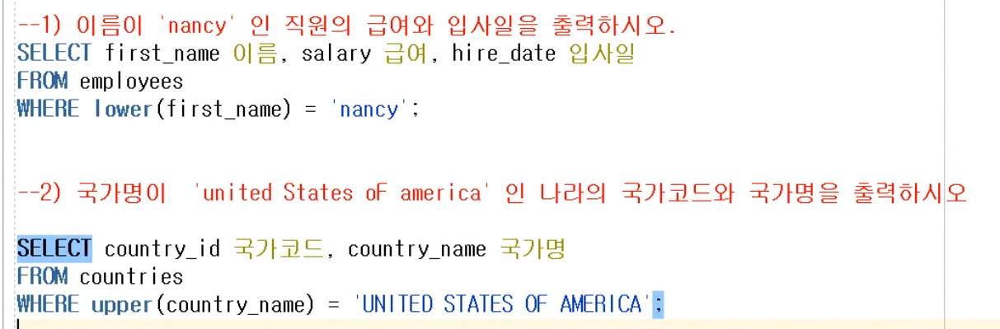 --1) 이름이 'nancy' 인 직원의 급여와 입사일을 출력하시오.
SELECT first_name 이름, salary 급여, hire_date 입사일
FROM employees
WHERE lower(first_name) = 'nancy';
--2) 국가명이 'united States oF america' 인 나라의 국가코드와 국가명을 출력하시오
SELECT country_id 국가코드, country_name 국가명
FROM countries
WHERE upper(country_name) = 'UNITED STATES OF AMERICA';